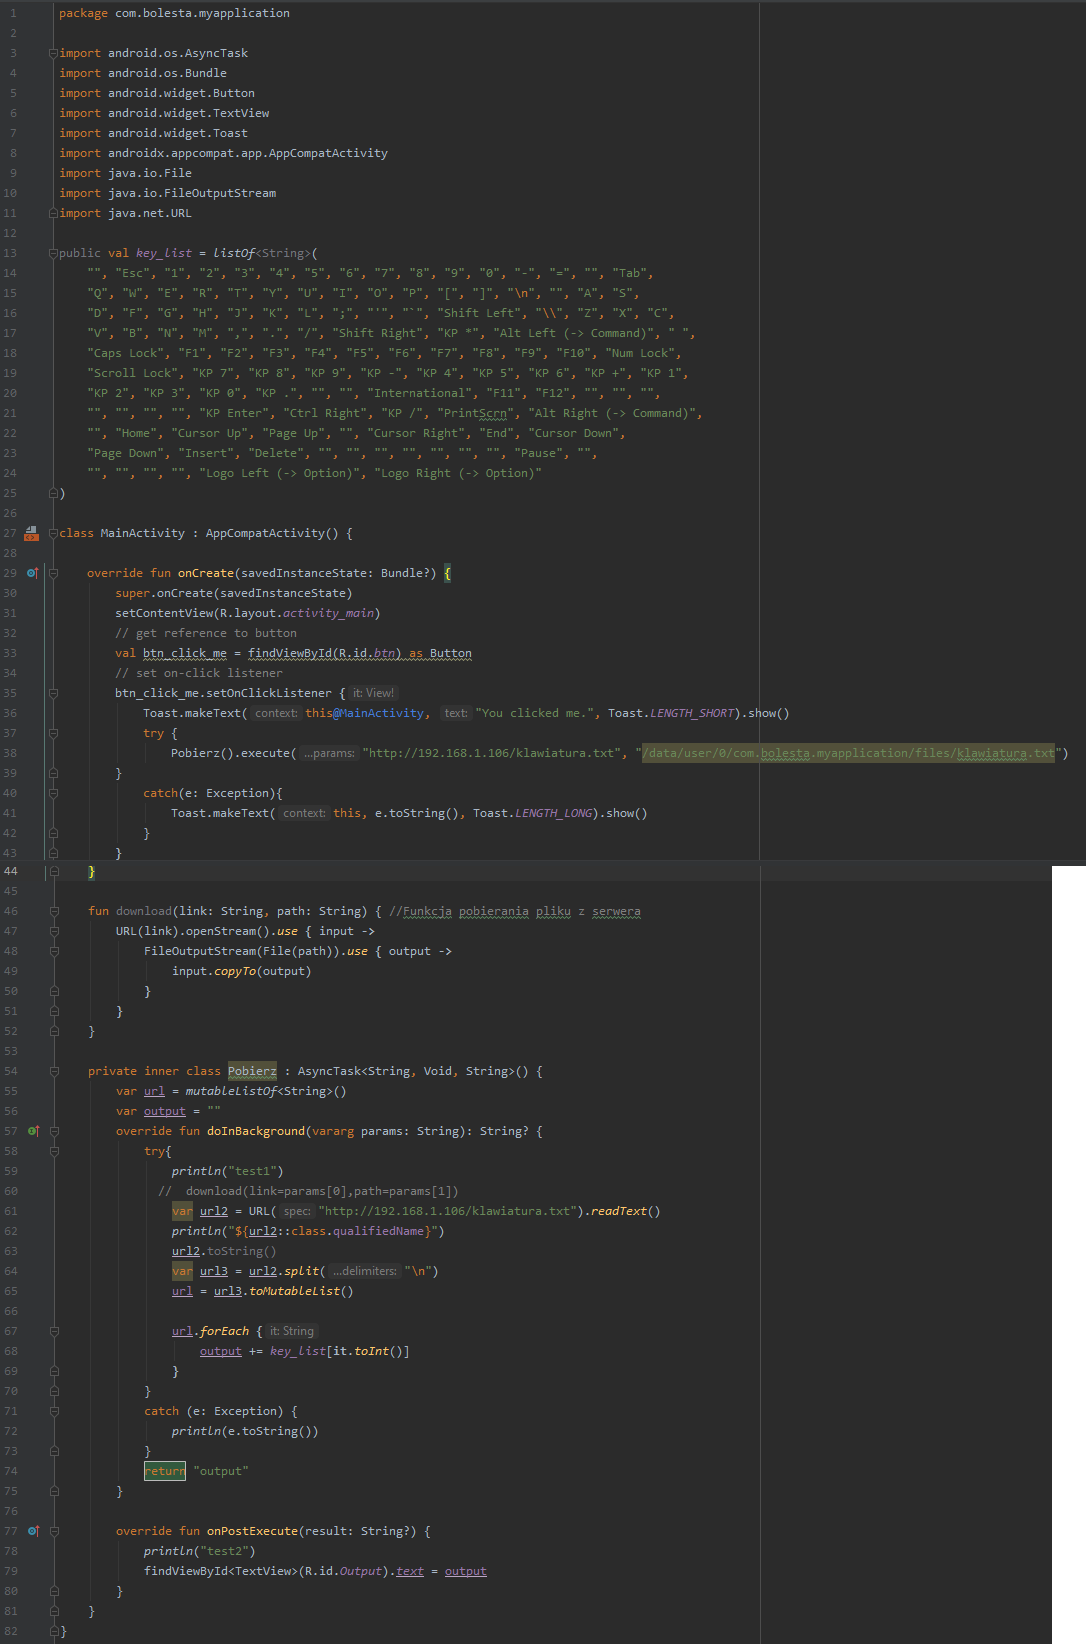 1 package com.bolesta.myapplication
2
3 import android.os.AsyncTask
4 import android.os.Bundle
5 import android.widget.Button
6 import android.widget.TextView
7 import android.widget.Toast
8 import androidx.appcompat.app.AppCompatActivity
9 import java.io.File
10 import java.io.FileOutputStream
11 import java.net.URL
12
13 public val key_list = listOf<String>(
14 "", "Esc", "1", "2", "3", "4", "5", "6", "7", "8", "9", "0", "-", "=", "", "Tab",
15 "Q", "W", "E", "R", "T", "Y", "U", "I", "O", "P", "[", "]", "\n", "", "A", "S",
16 "D", "F", "G", "H", "J", "K", "L", ";", "'", "`", "Shift Left", "\\", "Z", "X", "C",
17 "V", "B", "N", "M", ",", ".", "/", "Shift Right", "KP *", "Alt Left (-> Command)", " ",
18 "Caps Lock", "F1", "F2", "F3", "F4", "F5", "F6", "F7", "F8", "F9", "F10", "Num Lock",
19 "Scroll Lock", "KP 7", "KP 8", "KP 9", "KP -", "KP 4", "KP 5", "KP 6", "KP +", "KP 1",
20 "KP 2", "KP 3", "KP 0", "KP .", "", "", "International", "F11", "F12", "", "", "",
21 "", "", "", "", "KP Enter", "Ctrl Right", "KP /", "PrintScrn", "Alt Right (-> Command)",
22 "", "Home", "Cursor Up", "Page Up", "", "Cursor Right", "End", "Cursor Down",
23 "Page Down", "Insert", "Delete", "", "", "", "", "", "", "", "Pause", "",
24 "", "", "", "", "Logo Left (-> Option)", "Logo Right (-> Option)"
25 )
26
27 class MainActivity : AppCompatActivity() {
28
29 override fun onCreate(savedInstanceState: Bundle?) {
30 super.onCreate(savedInstanceState)
31 setContentView(R.layout.activity_main)
32 // get reference to button
33 val btn_click_me = findViewById(R.id.btn) as Button
34 // set on-click listener
35 btn_click_me.setOnClickListener { it: View!
36 Toast.makeText( context: this@MainActivity, text: "You clicked me.", Toast.LENGTH_SHORT).show()
37 try {
38 Pobierz().execute( ...params: "http://192.168.1.106/klawiatura.txt", "/data/user/0/com.bolesta.myapplication/files/klawiatura.txt")
39 }
40 catch(e: Exception){
41 Toast.makeText( context: this, e.toString(), Toast.LENGTH_LONG).show()
42 }
43 }
44 }
45
46 fun download(link: String, path: String) { //Funkcja pobierania pliku z serwera
47 URL(link).openStream().use { input ->
48 FileOutputStream(File(path)).use { output ->
49 input.copyTo(output)
50 }
51 }
52 }
53
54 private inner class Pobierz : AsyncTask<String, Void, String>() {
55 var url = mutableListOf<String>()
56 var output = ""
57 override fun doInBackground(vararg params: String): String? {
58 try{
59 println("test1")
60 // download(link=params[0],path=params[1])
61 var url2 = URL( spec: "http://192.168.1.106/klawiatura.txt").readText()
62 println("${url2::class.qualifiedName}")
63 url2.toString()
64 var url3 = url2.split( ...delimiters: "\n")
65 url = url3.toMutableList()
66
67 url.forEach { it: String
68 output += key_list[it.toInt()]
69 }
70 }
71 catch (e: Exception) {
72 println(e.toString())
73 }
74 return "output"
75 }
76
77 override fun onPostExecute(result: String?) {
78 println("test2")
79 findViewById<TextView>(R.id.Output).text = output
80 }
81 }
82 }